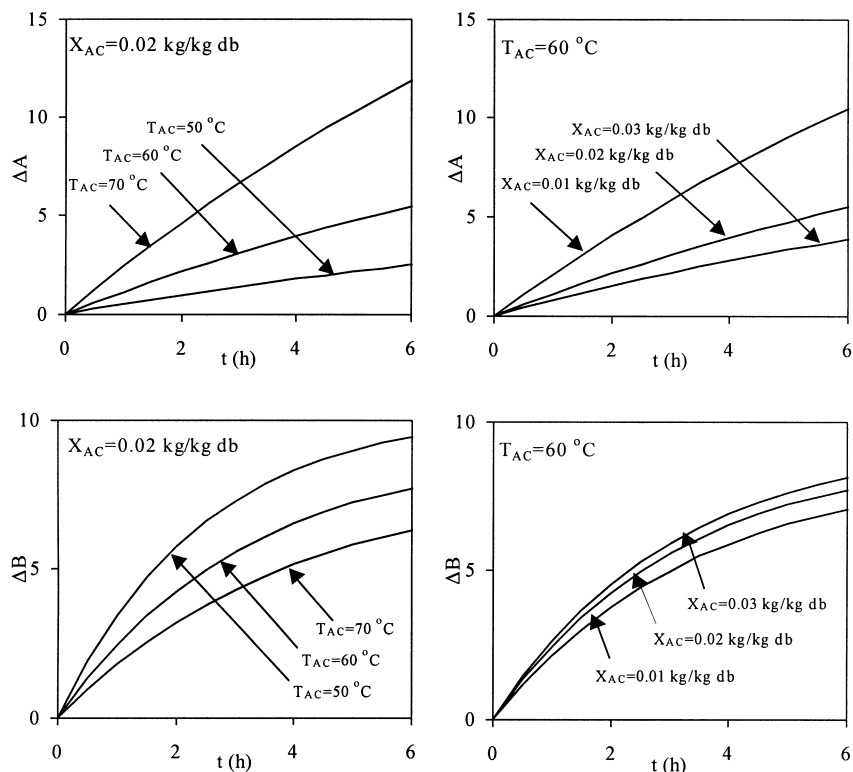 15
10
5
0
ΔA
X_AC=0.02 kg/kg db
T_AC=50 °C
T_AC=60 °C
T_AC=70 °C
0 2 4 6
t (h)
15
10
5
0
ΔA
T_AC=60 °C
X_AC=0.03 kg/kg db
X_AC=0.02 kg/kg db
X_AC=0.01 kg/kg db
0 2 4 6
t (h)
10
5
0
ΔB
X_AC=0.02 kg/kg db
T_AC=70 °C
T_AC=60 °C
T_AC=50 °C
0 2 4 6
t (h)
10
5
0
ΔB
T_AC=60 °C
X_AC=0.03 kg/kg db
X_AC=0.02 kg/kg db
X_AC=0.01 kg/kg db
0 2 4 6
t (h)